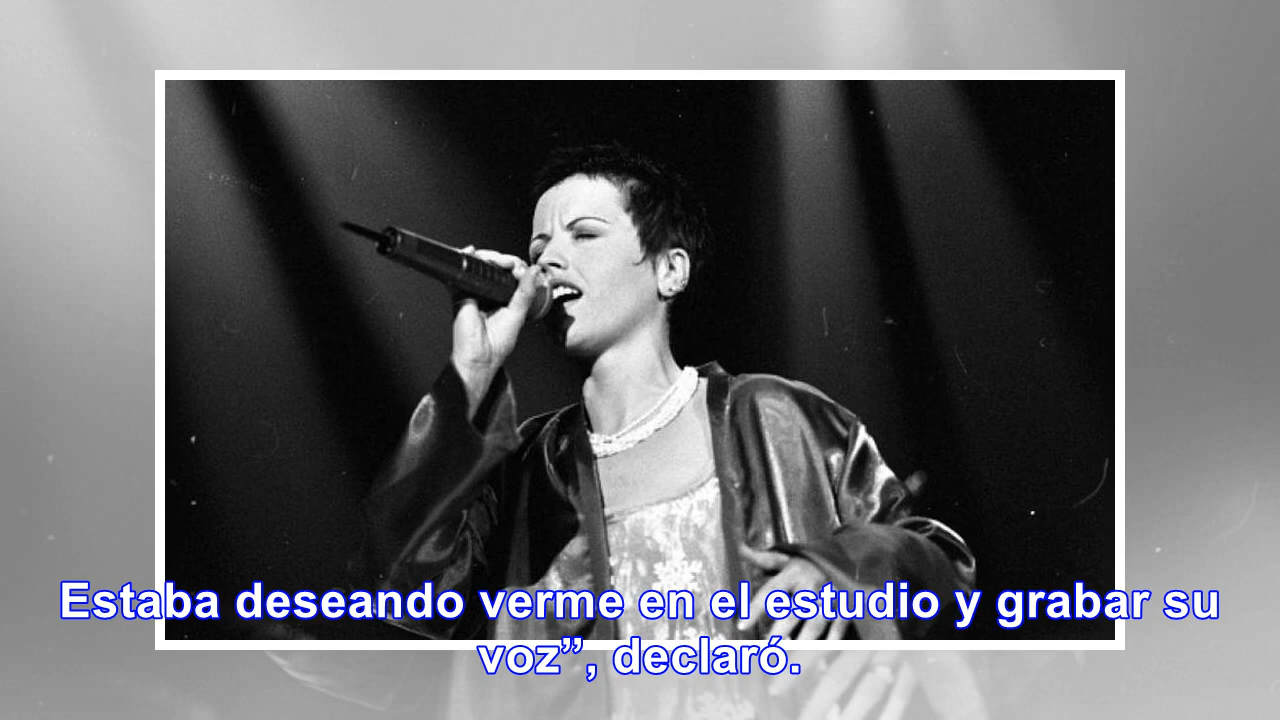 Estaba deseando verme en el estudio y grabar su
voz”, declaró.